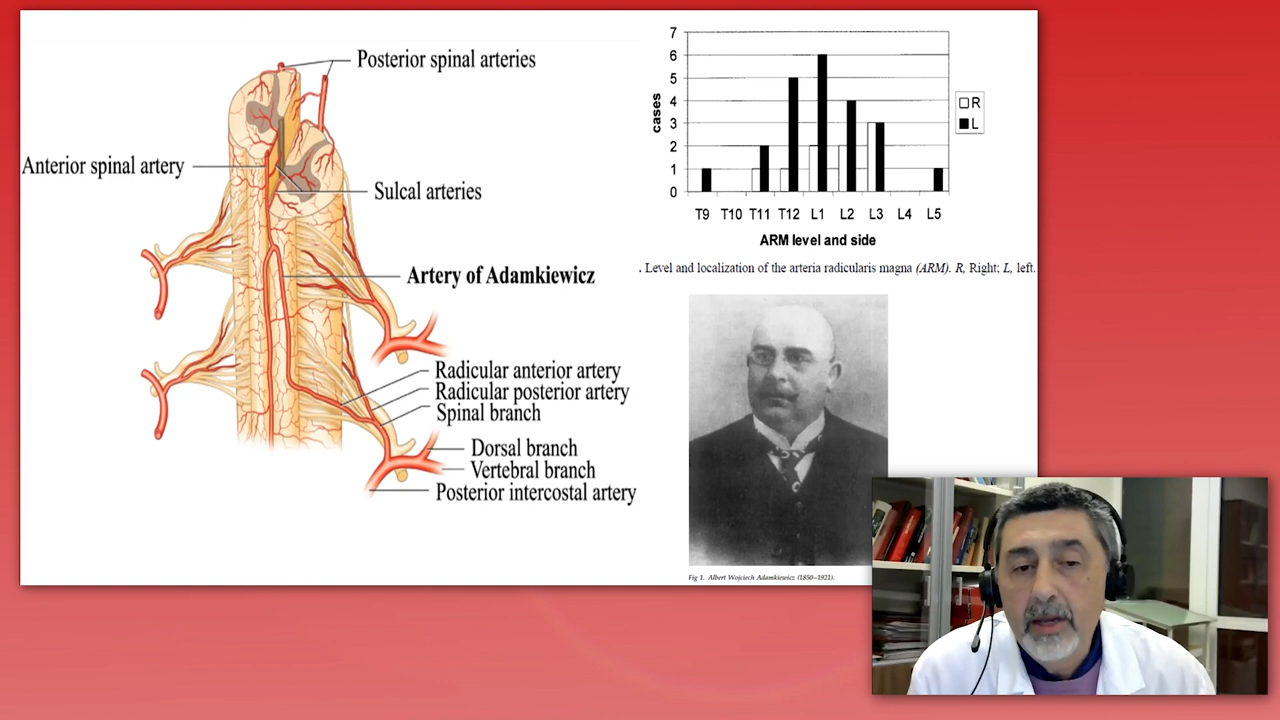 Posterior spinal arteries
Anterior spinal artery
Sulcal arteries
Artery of Adamkiewicz
Radicular anterior artery
Radicular posterior artery
Spinal branch
Dorsal branch
Vertebral branch
Posterior intercostal artery
7
6
5
4
3
2
1
0
cases
T9 T10 T11 T12 L1 L2 L3 L4 L5
ARM level and side
R
L
. Level and localization of the arteria radicularis magna (ARM). R, Right; L, left.
Fig 1. Albert Wojciech Adamkiewicz (1850–1921).